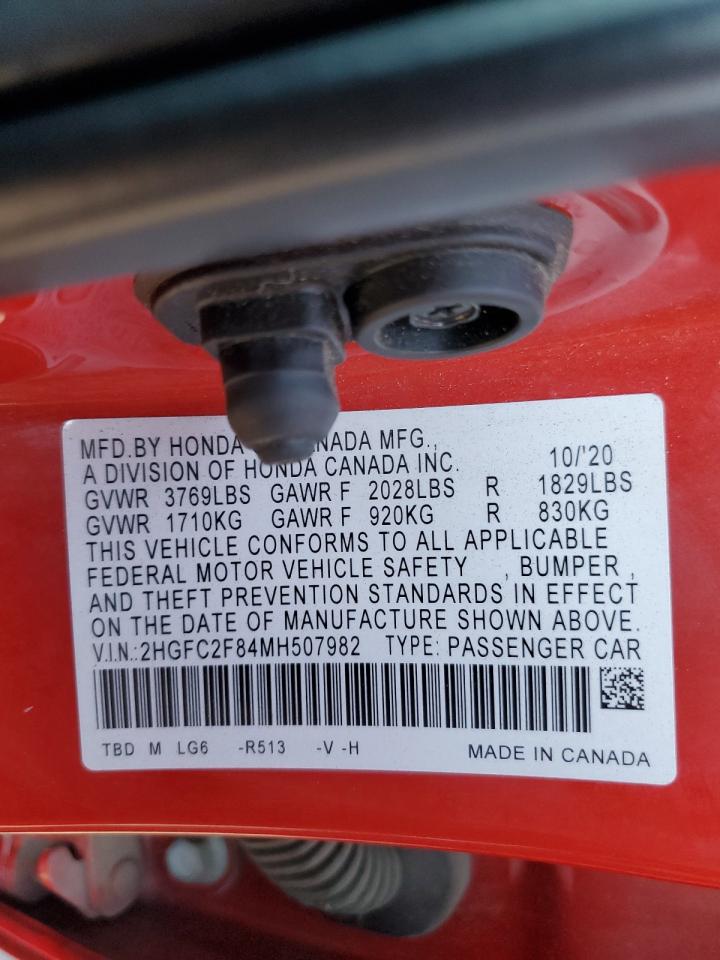 MFD.BY HONDA CANADA MFG.,
A DIVISION OF HONDA CANADA INC. 10/'20
GVWR 3769LBS GAWR F 2028LBS R 1829LBS
GVWR 1710KG GAWR F 920KG R 830KG
THIS VEHICLE CONFORMS TO ALL APPLICABLE
FEDERAL MOTOR VEHICLE SAFETY , BUMPER ,
AND THEFT PREVENTION STANDARDS IN EFFECT
ON THE DATE OF MANUFACTURE SHOWN ABOVE.
V.I.N.:2HGFC2F84MH507982 TYPE: PASSENGER CAR
TBD M LG6 -R513 -V -H MADE IN CANADA